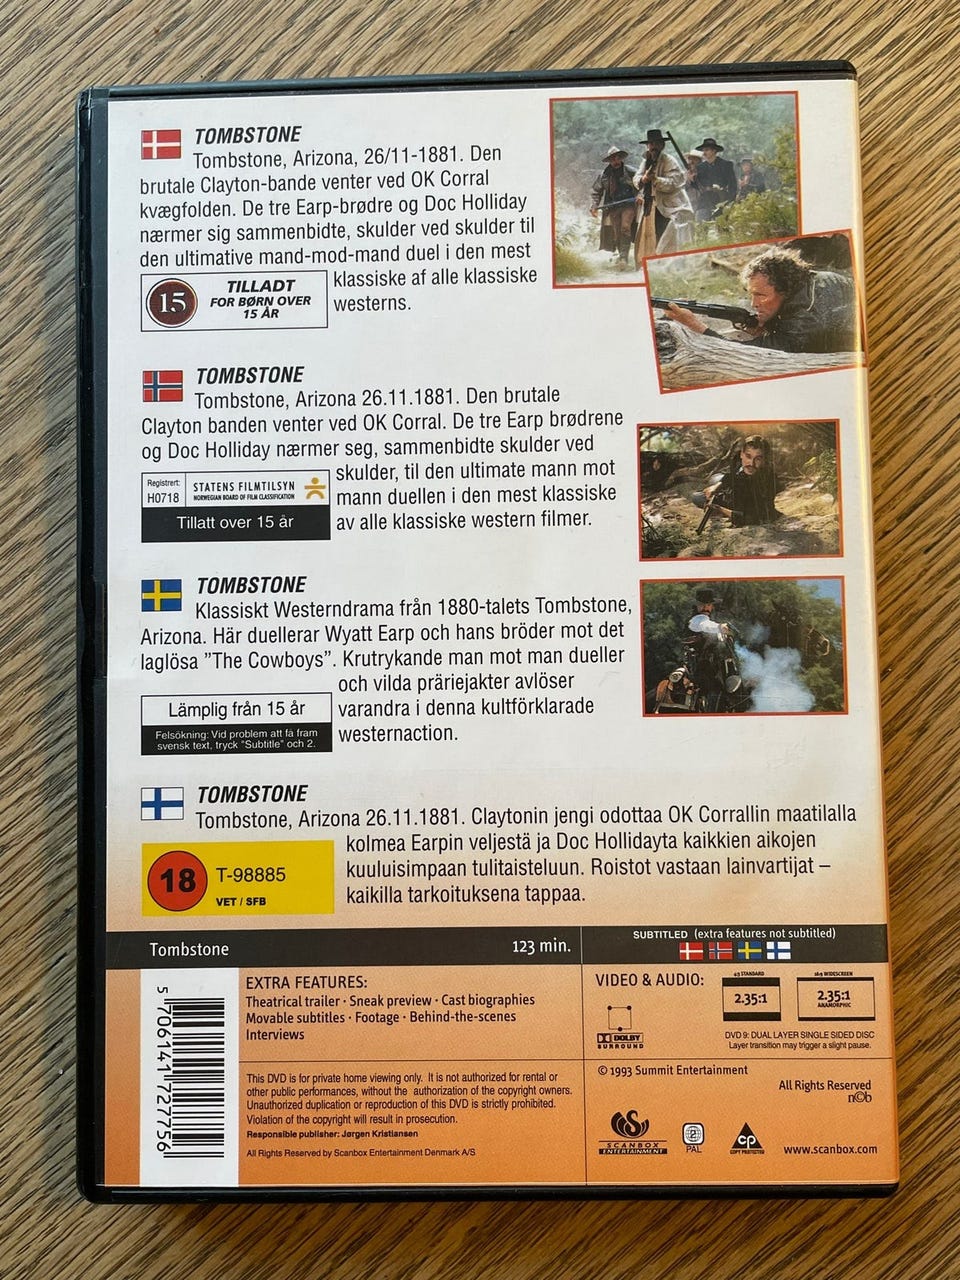 TOMBSTONE
Tombstone, Arizona, 26/11-1881. Den
brutale Clayton-bande venter ved OK Corral
kvægfolden. De tre Earp-brødre og Doc Holliday
nærmer sig sammenbidte, skulder ved skulder til
den ultimative mand-mod-mand duel i den mest
klassiske af alle klassiske
westerns.
15
TILLADT
FOR BØRN OVER
15 ÅR
TOMBSTONE
Tombstone, Arizona 26.11.1881. Den brutale
Clayton banden venter ved OK Corral. De tre Earp brødrene
og Doc Holliday nærmer seg, sammenbidte skulder ved
skulder, til den ultimate mann mot
mann duellen i den mest klassiske
av alle klassiske western filmer.
Registrert:
H0718
STATENS FILMTILSYN
NORWEGIAN BOARD OF FILM CLASSIFICATION
Tillatt over 15 år
TOMBSTONE
Klassiskt Westerndrama från 1880-talets Tombstone,
Arizona. Här duellerar Wyatt Earp och hans bröder mot det
laglösa ”The Cowboys”. Krutrykande man mot man dueller
och vilda präriejakter avlöser
varandra i denna kultförklarade
westernaction.
Lämplig från 15 år
Felsökning: Vid problem att få fram
svensk text, tryck "Subtitle" och 2.
TOMBSTONE
Tombstone, Arizona 26.11.1881. Claytonin jengi odottaa OK Corrallin maatilalla
kolmea Earpin veljestä ja Doc Hollidayta kaikkien aikojen
kuuluisimpaan tulitaisteluun. Roistot vastaan lainvartijat –
kaikilla tarkoituksena tappaa.
18
T-98885
VET / SFB
Tombstone
123 min.
SUBTITLED (extra features not subtitled)
EXTRA FEATURES:
Theatrical trailer · Sneak preview · Cast biographies
Movable subtitles · Footage · Behind-the-scenes
Interviews
VIDEO & AUDIO:
DOLBY
SURROUND
4:3 STANDARD
2.35:1
16:9 WIDESCREEN
2.35:1
ANAMORPHIC
DVD 9: DUAL LAYER SINGLE SIDED DISC
Layer transition may trigger a slight pause.
5 706141 727756
This DVD is for private home viewing only. It is not authorized for rental or
other public performances, without the authorization of the copyright owners.
Unauthorized duplication or reproduction of this DVD is strictly prohibited.
Violation of the copyright will result in prosecution.
Responsible publisher: Jørgen Kristiansen
All Rights Reserved by Scanbox Entertainment Denmark A/S
© 1993 Summit Entertainment
All Rights Reserved
n©b
SCANBOX
ENTERTAINMENT
2
PAL
CP
COPY PROTECTED
www.scanbox.com